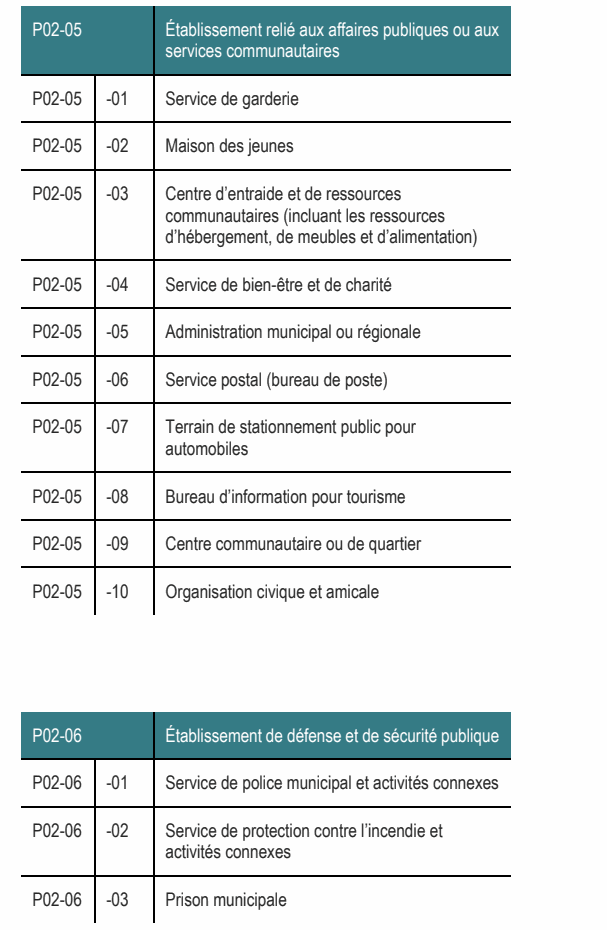 P02-05 Établissement relié aux affaires publiques ou aux
services communautaires
P02-05 -01 Service de garderie
P02-05 -02 Maison des jeunes
P02-05 -03 Centre d’entraide et de ressources
communautaires (incluant les ressources
d’hébergement, de meubles et d’alimentation)
P02-05 -04 Service de bien-être et de charité
P02-05 -05 Administration municipal ou régionale
P02-05 -06 Service postal (bureau de poste)
P02-05 -07 Terrain de stationnement public pour
automobiles
P02-05 -08 Bureau d’information pour tourisme
P02-05 -09 Centre communautaire ou de quartier
P02-05 -10 Organisation civique et amicale
P02-06 Établissement de défense et de sécurité publique
P02-06 -01 Service de police municipal et activités connexes
P02-06 -02 Service de protection contre l’incendie et
activités connexes
P02-06 -03 Prison municipale